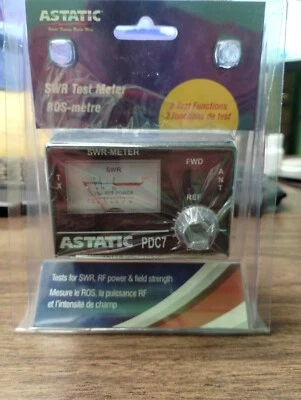 ASTATIC
SWR Test Meter
ROS-mètre
3 Test Functions
3 fonctions de test
SWR-METER
FWD
SWR
TX
ANT
REF
ASTATIC PDC7
Tests for SWR, RF power & field strength
Mesure le ROS, la puissance RF
et l'intensité de champ